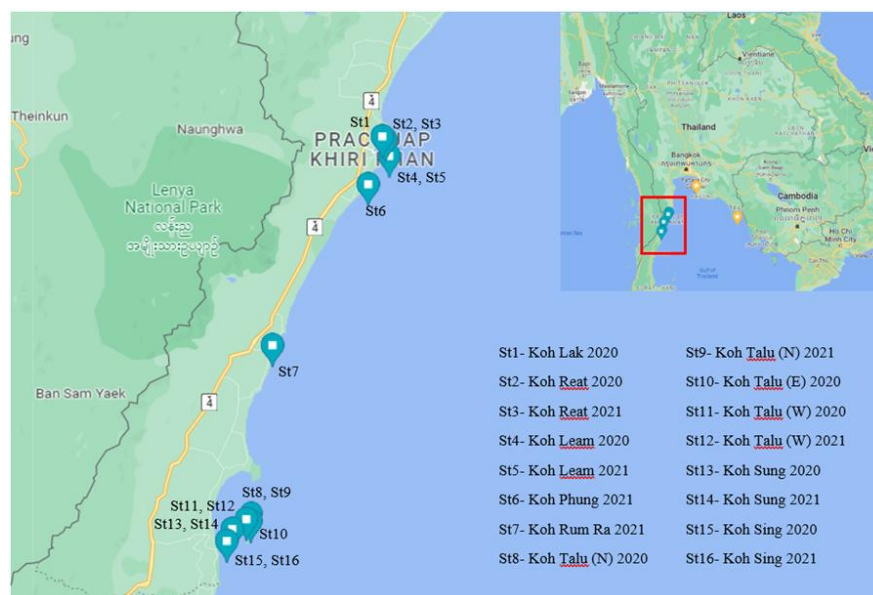 ung
Theinkun
Naunghwa
Lenya
National Park
လန်းည
အမျိုးသားဥယျာဉ်
Ban Sam Yaek
4
4
4
St1
St2, St3
PRAC
AP
KHIRI KHAN
St4, St5
St6
St7
St11, St12
St8, St9
St13, St14
St10
St15, St16
Laos
Vientiane
Thailand
Bangkok
Cambodia
Phnom Penh
Ho Chi
Minh City
Gulf of
Thailand
St1- Koh Lak 2020
St2- Koh Reat 2020
St3- Koh Reat 2021
St4- Koh Leam 2020
St5- Koh Leam 2021
St6- Koh Phung 2021
St7- Koh Rum Ra 2021
St8- Koh Talu (N) 2020
St9- Koh Talu (N) 2021
St10- Koh Talu (E) 2020
St11- Koh Talu (W) 2020
St12- Koh Talu (W) 2021
St13- Koh Sung 2020
St14- Koh Sung 2021
St15- Koh Sing 2020
St16- Koh Sing 2021